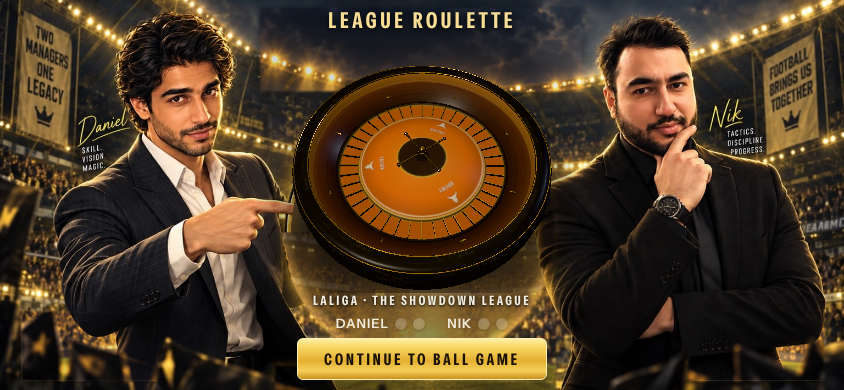 LEAGUE ROULETTE
TWO
MANAGERS
ONE
LEGACY
FOOTBALL
BRINGS US
TOGETHER
Daniel
SKILL.
VISION
MAGIC.
Nik
TACTICS.
DISCIPLINE
PROGRESS.
LALIGA
LALIGA · THE SHOWDOWN LEAGUE
DANIEL
NIK
CONTINUE TO BALL GAME